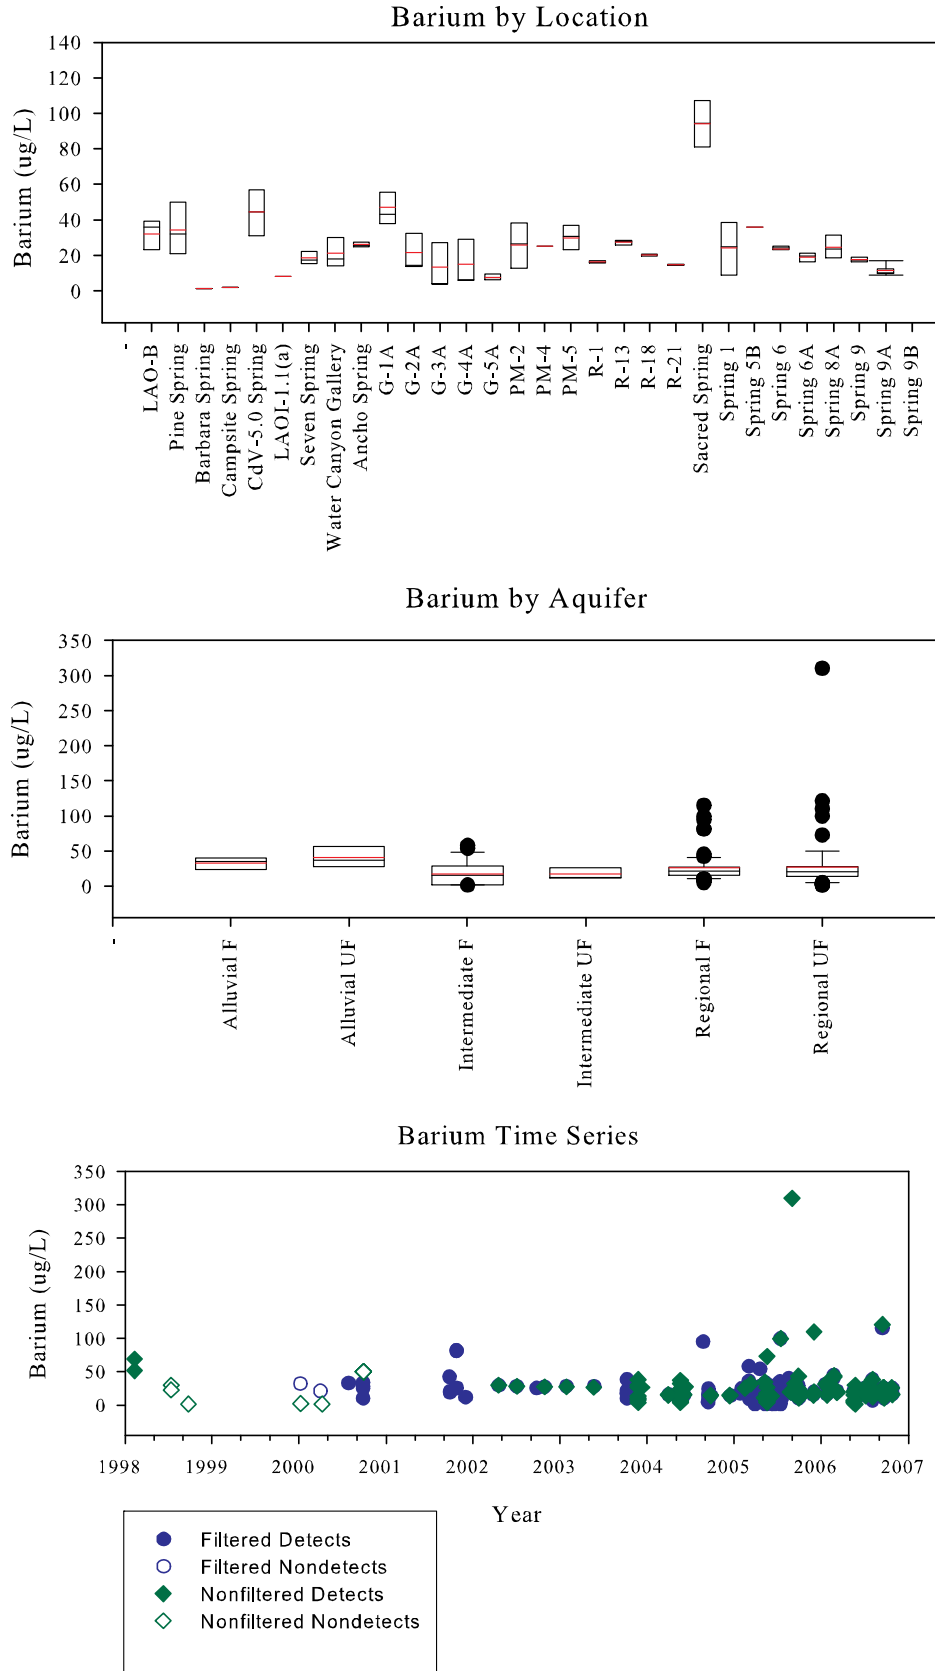 Barium by Location
Barium (ug/L)
140
120
100
80
60
40
20
0
-
LAO-B
Pine Spring
Barbara Spring
Campsite Spring
CdV-5.0 Spring
LAOI-1.1(a)
Seven Spring
Water Canyon Gallery
Ancho Spring
G-1A
G-2A
G-3A
G-4A
G-5A
PM-2
PM-4
PM-5
R-1
R-13
R-18
R-21
Sacred Spring
Spring 1
Spring 5B
Spring 6
Spring 6A
Spring 8A
Spring 9
Spring 9A
Spring 9B
Barium by Aquifer
Barium (ug/L)
350
300
250
200
150
100
50
0
-
Alluvial F
Alluvial UF
Intermediate F
Intermediate UF
Regional F
Regional UF
Barium Time Series
Barium (ug/L)
350
300
250
200
150
100
50
0
1998 1999 2000 2001 2002 2003 2004 2005 2006 2007
Year
Filtered Detects
Filtered Nondetects
Nonfiltered Detects
Nonfiltered Nondetects